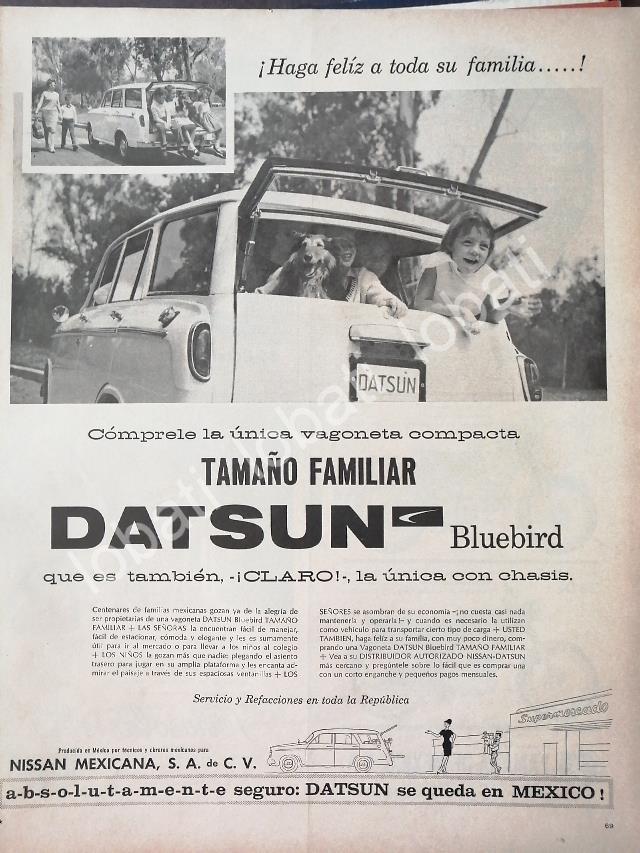 ¡Haga felíz a toda su familia.....!
DATSUN
Cómprele la única vagoneta compacta
TAMAÑO FAMILIAR
DATSUN Bluebird
que es también, -¡CLARO!-, la única con chasis.
Centenares de familias mexicanas gozan ya de la alegría de
ser propietarias de una vagoneta DATSUN Bluebird TAMAÑO
FAMILIAR + LAS SEÑORAS la encuentran fácil de manejar,
fácil de estacionar, cómoda y elegante y les es sumamente
útil para ir al mercado o para llevar a los niños al colegio
+ LOS NIÑOS la gozan más que nadie; plegando el asiento
trasero para jugar en su amplia plataforma y les encanta ad-
mirar el paisaje a través de sus espaciosas ventanillas + LOS
SEÑORES se asombran de su economía -¡no cuesta casi nada
mantenerla y operarla!- y cuando es necesario la utilizan
como vehículo para transportar cierto tipo de carga + USTED
TAMBIEN, haga feliz a su familia, con muy poco dinero, com-
prando una Vagoneta DATSUN Bluebird TAMAÑO FAMILIAR
+ Vea a su DISTRIBUIDOR AUTORIZADO NISSAN-DATSUN
más cercano y pregúntele sobre lo fácil que es comprar una
con un corto enganche y pequeños pagos mensuales.
Servicio y Refacciones en toda la República
Supermercado
Producido en México por técnicos y obreros mexicanos para
NISSAN MEXICANA, S. A. de C. V.
a-b-s-o-l-u-t-a-m-e-n-t-e seguro: DATSUN se queda en MEXICO!
69
lobati
lobati
lobati
lobati